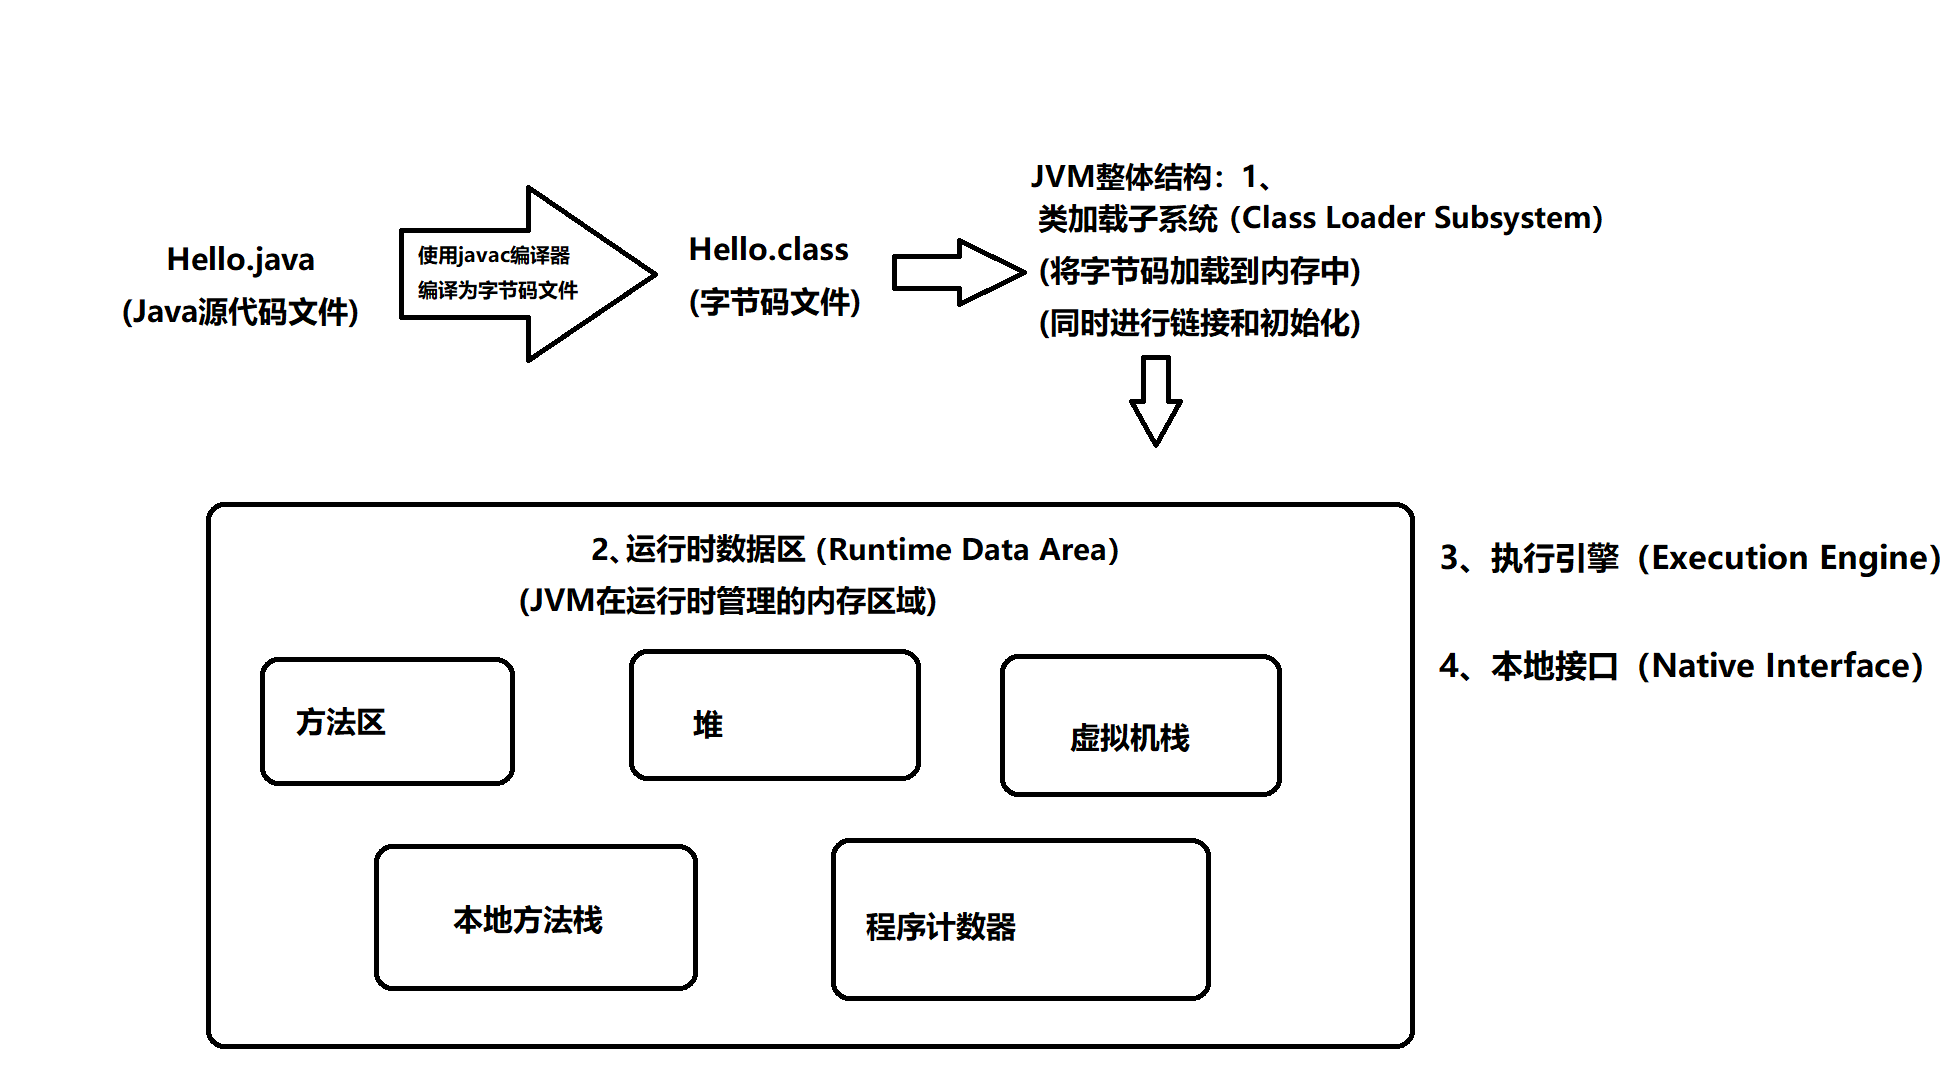 Hello.java
(Java源代码文件)
使用javac编译器
编译为字节码文件
Hello.class
(字节码文件)
JVM整体结构：1、
类加载子系统（Class Loader Subsystem）
(将字节码加载到内存中)
(同时进行链接和初始化)
2、运行时数据区（Runtime Data Area）
(JVM在运行时管理的内存区域)
方法区
堆
虚拟机栈
本地方法栈
程序计数器
3、执行引擎（Execution Engine）
4、本地接口（Native Interface）